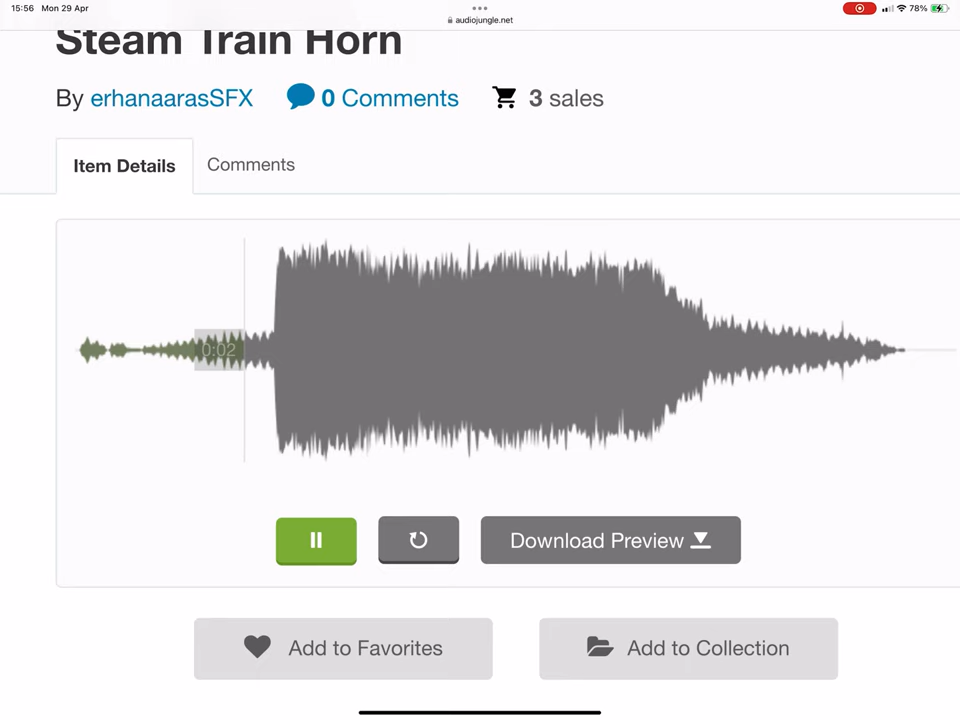 15:56 Mon 29 Apr
78%
audiojungle.net
Steam Train Horn
By erhanaarasSFX 0 Comments 3 sales
Item Details Comments
0:02
Download Preview
Add to Favorites Add to Collection